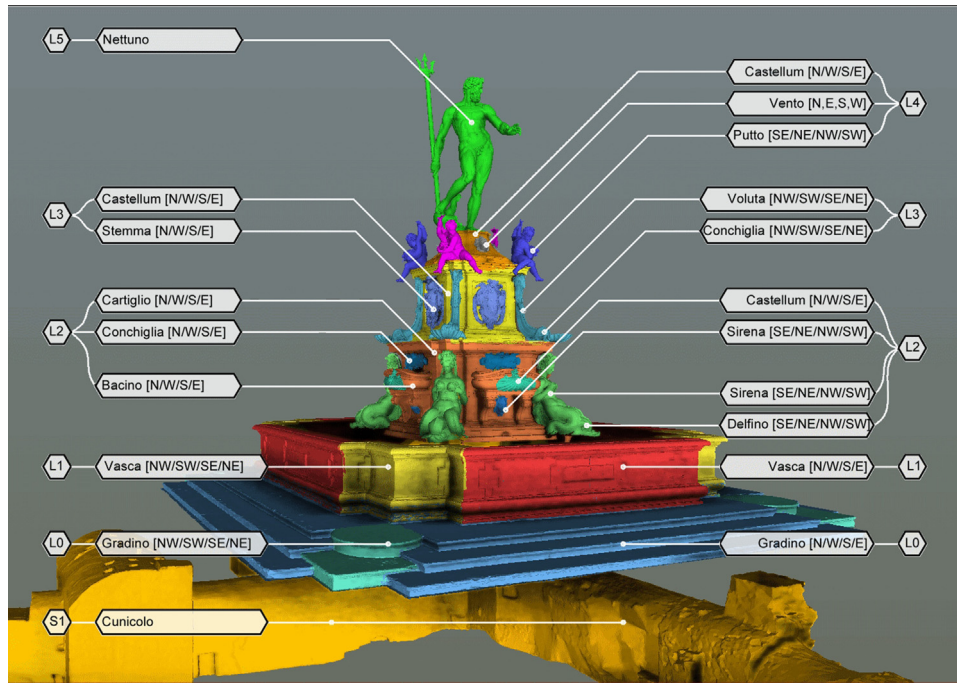 L5 Nettuno
Castellum [N/W/S/E]
Vento [N,E,S,W] L4
Putto [SE/NE/NW/SW]
Castellum [N/W/S/E]
L3
Stemma [N/W/S/E]
Voluta [NW/SW/SE/NE]
L3
Conchiglia [NW/SW/SE/NE]
Cartiglio [N/W/S/E]
L2 Conchiglia [N/W/S/E]
Bacino [N/W/S/E]
Castellum [N/W/S/E]
Sirena [SE/NE/NW/SW]
L2
Sirena [SE/NE/NW/SW]
Delfino [SE/NE/NW/SW]
L1 Vasca [NW/SW/SE/NE]
Vasca [N/W/S/E] L1
L0 Gradino [NW/SW/SE/NE]
Gradino [N/W/S/E] L0
S1 Cunicolo